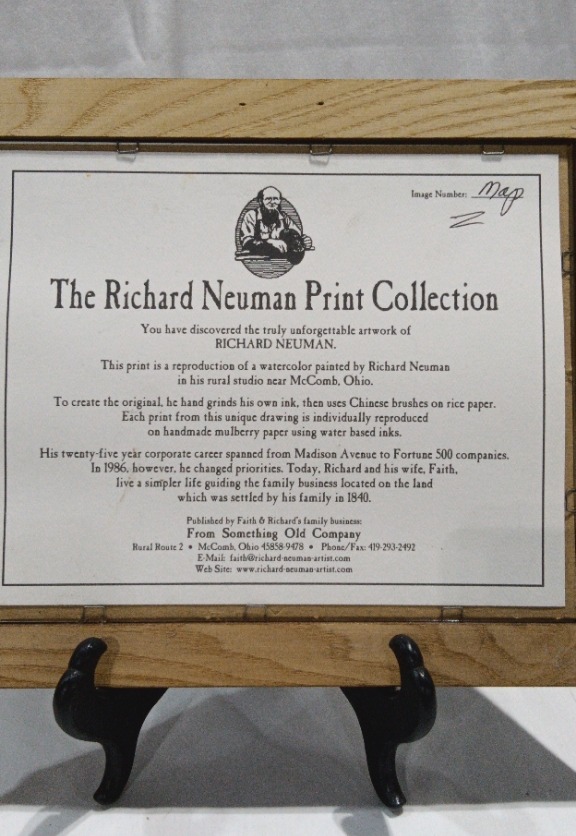 Image Number: Map
Z
The Richard Neuman Print Collection
You have discovered the truly unforgettable artwork of
RICHARD NEUMAN.
This print is a reproduction of a watercolor painted by Richard Neuman
in his rural studio near McComb, Ohio.
To create the original, he hand grinds his own ink, then uses Chinese brushes on rice paper.
Each print from this unique drawing is individually reproduced
on handmade mulberry paper using water based inks.
His twenty-five year corporate career spanned from Madison Avenue to Fortune 500 companies.
In 1986, however, he changed priorities. Today, Richard and his wife, Faith,
live a simpler life guiding the family business located on the land
which was settled by his family in 1840.
Published by Faith & Richard's family business:
From Something Old Company
Rural Route 2 • McComb, Ohio 45858-9478 • Phone/Fax: 419-293-2492
E-Mail: faith@richard-neuman-artist.com
Web Site: www.richard-neuman-artist.com